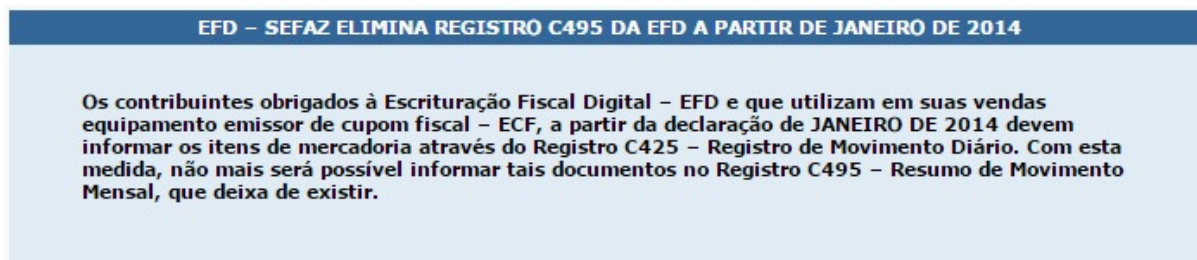 EFD – SEFAZ ELIMINA REGISTRO C495 DA EFD A PARTIR DE JANEIRO DE 2014
Os contribuintes obrigados à Escrituração Fiscal Digital – EFD e que utilizam em suas vendas
equipamento emissor de cupom fiscal – ECF, a partir da declaração de JANEIRO DE 2014 devem
informar os itens de mercadoria através do Registro C425 – Registro de Movimento Diário. Com esta
medida, não mais será possível informar tais documentos no Registro C495 – Resumo de Movimento
Mensal, que deixa de existir.